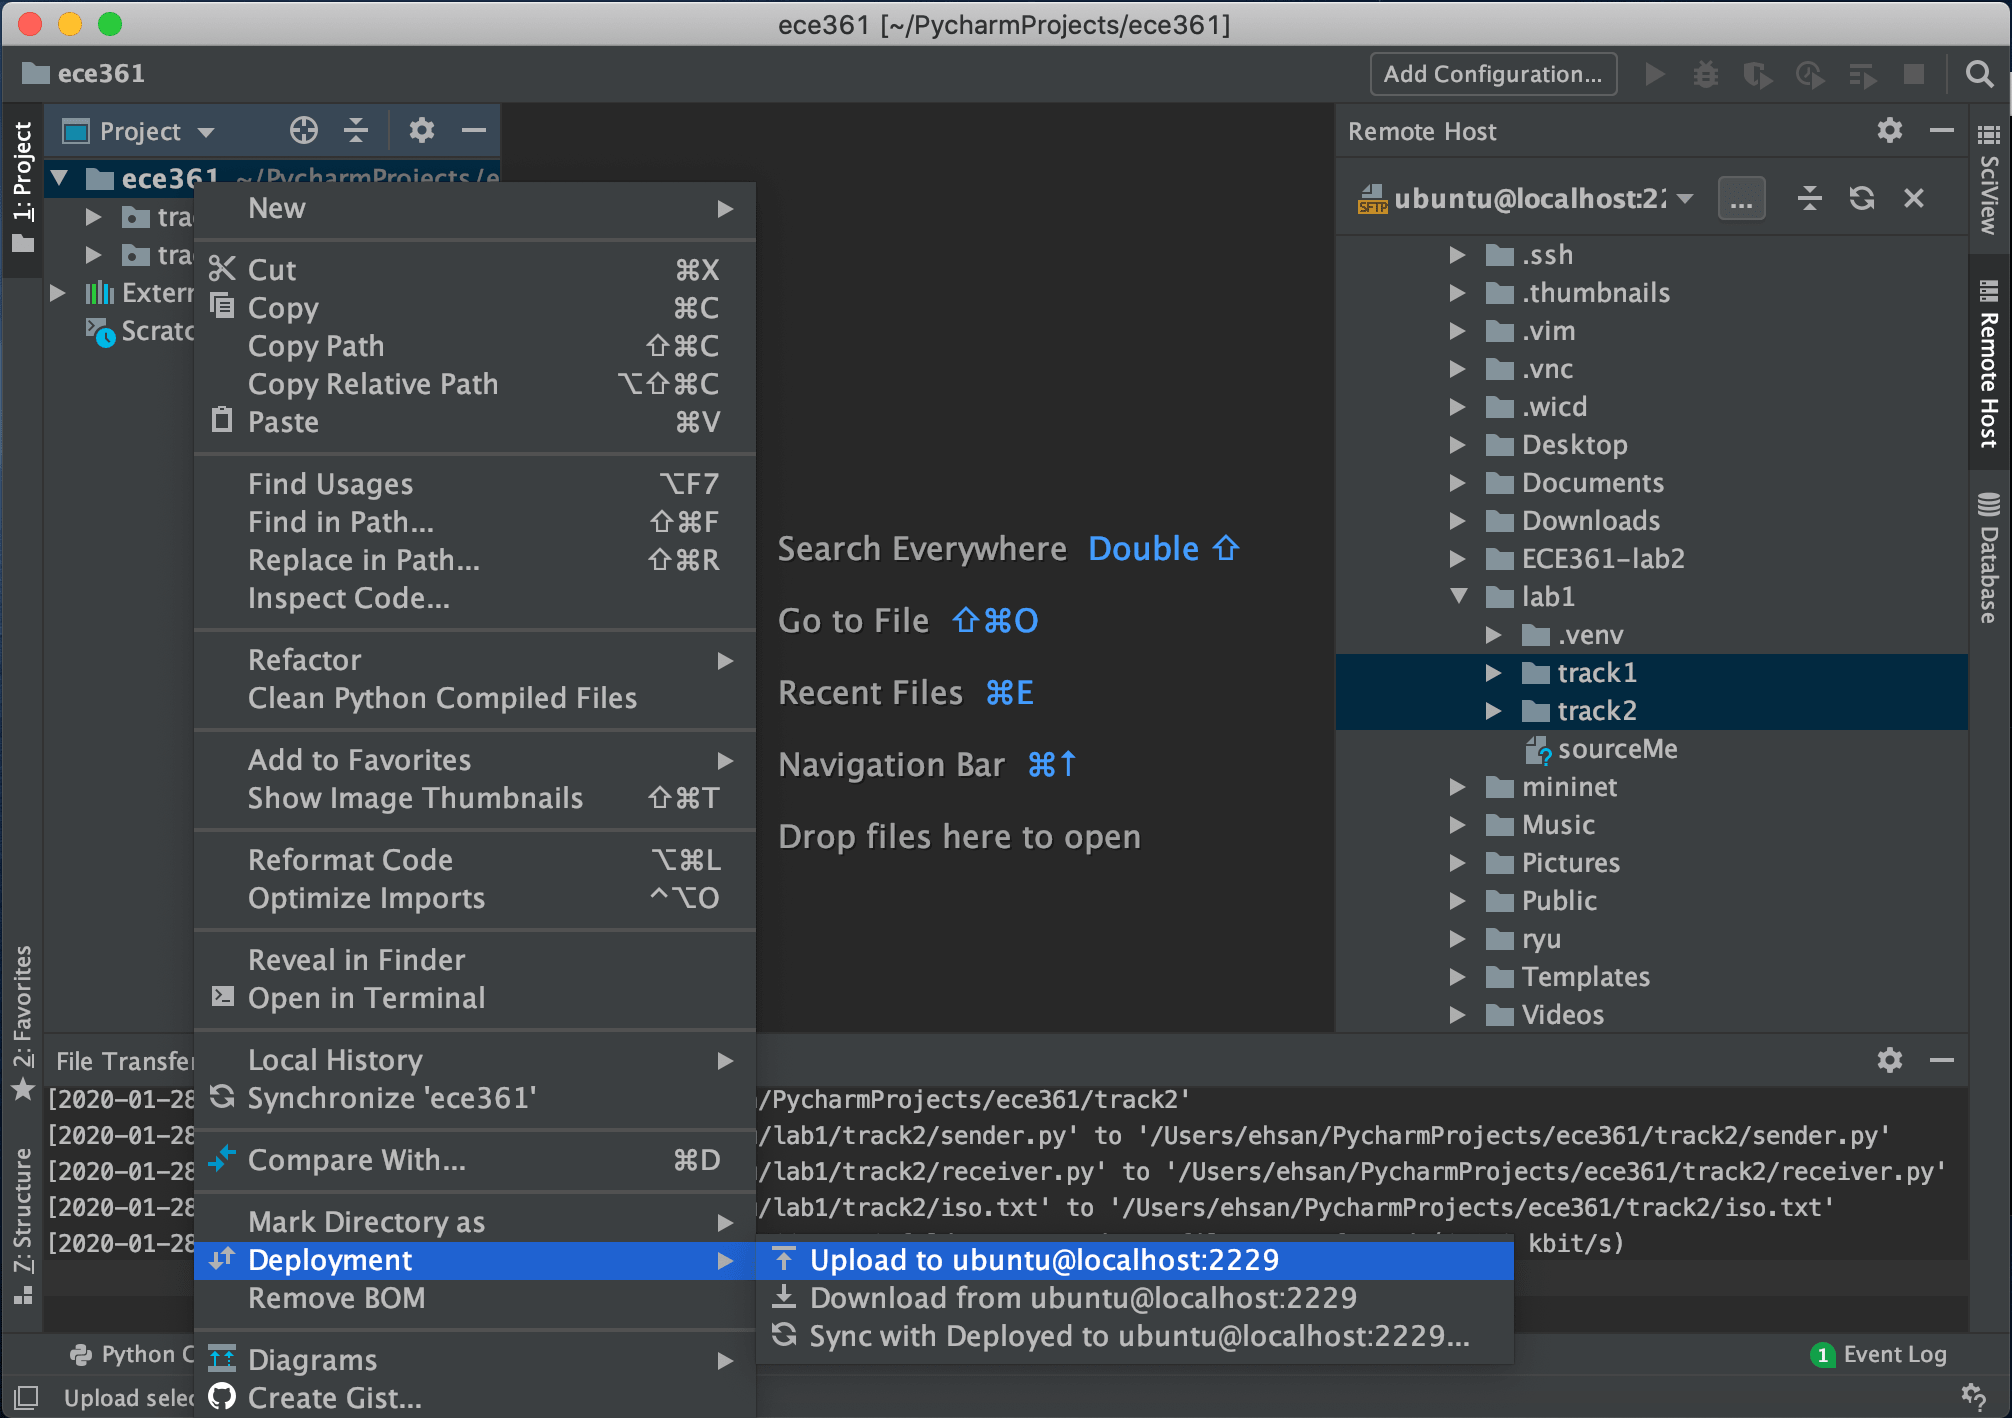 ece361 [~/PycharmProjects/ece361]
ece361
Add Configuration...
1: Project
Project
ece361 ~/PycharmProjects/e
Extern
New
Cut ⌘X
Copy ⌘C
Copy Path ⇧⌘C
Copy Relative Path ⌥⇧⌘C
Paste ⌘V
Find Usages ⌥F7
Find in Path... ⇧⌘F
Replace in Path... ⇧⌘R
Inspect Code...
Refactor
Clean Python Compiled Files
Add to Favorites
Show Image Thumbnails ⇧⌘T
Reformat Code ⌥⌘L
Optimize Imports ^⌥O
Reveal in Finder
Open in Terminal
Local History
Synchronize 'ece361'
Compare With... ⌘D
Mark Directory as
Deployment
Remove BOM
Diagrams
Create Gist...
Upload to ubuntu@localhost:2229
Download from ubuntu@localhost:2229
Sync with Deployed to ubuntu@localhost:2229...
Search Everywhere Double ⇧
Go to File ⇧⌘O
Recent Files ⌘E
Navigation Bar ⌘↑
Drop files here to open
Remote Host
SFTP ubuntu@localhost:22 ...
.ssh
.thumbnails
.vim
.vnc
.wicd
Desktop
Documents
Downloads
ECE361-lab2
lab1
.venv
track1
track2
sourceMe
mininet
Music
Pictures
Public
ryu
Templates
Videos
SciView
Remote Host
Database
2: Favorites
7: Structure
File Transfer
[2020-01-28 /PycharmProjects/ece361/track2'
[2020-01-28 /lab1/track2/sender.py' to '/Users/ehsan/PycharmProjects/ece361/track2/sender.py'
[2020-01-28 /lab1/track2/receiver.py' to '/Users/ehsan/PycharmProjects/ece361/track2/receiver.py'
[2020-01-28 /lab1/track2/iso.txt' to '/Users/ehsan/PycharmProjects/ece361/track2/iso.txt'
[2020-01-28 kbit/s)
Python C
1 Event Log
Upload selec